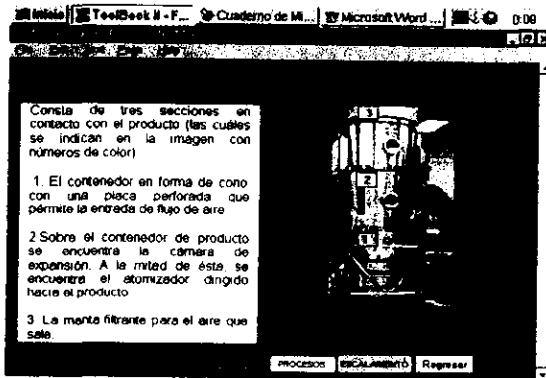 Inicio ToolBook II - F... Cuaderno de Mi... Microsoft Word ... 0:09
Consta de tres secciones en
contacto con el producto (las cuáles
se indican en la imagen con
números de color)
1. El contenedor en forma de cono
con una placa perforada que
pérmite la entrada de flujo de aire
2 Sobre el contenedor de producto
se encuentra la cámara de
expansión. A la mitad de ésta, se
encuentra el atomizador dirigido
hacia el producto
3 La manta filtrante para el aire que
sale.
3
2
PROCESOS ESCALAMIENTO Regresar